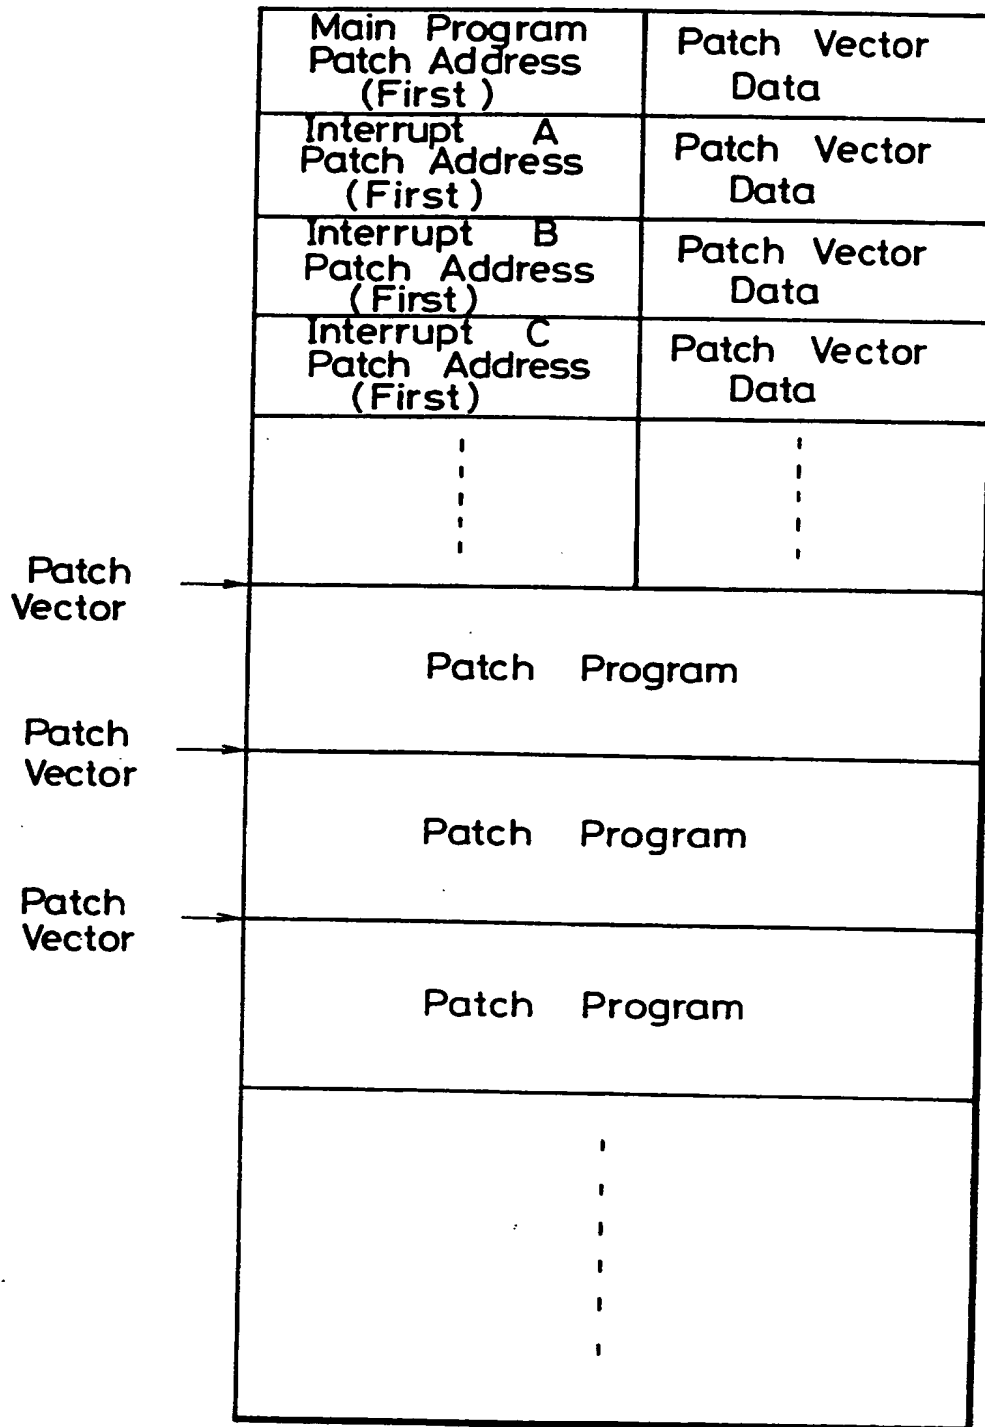 Main Program
Patch Address
(First)
Patch Vector
Data
Interrupt A
Patch Address
(First)
Patch Vector
Data
Interrupt B
Patch Address
(First)
Patch Vector
Data
Interrupt C
Patch Address
(First)
Patch Vector
Data
Patch
Vector
Patch Program
Patch
Vector
Patch Program
Patch
Vector
Patch Program